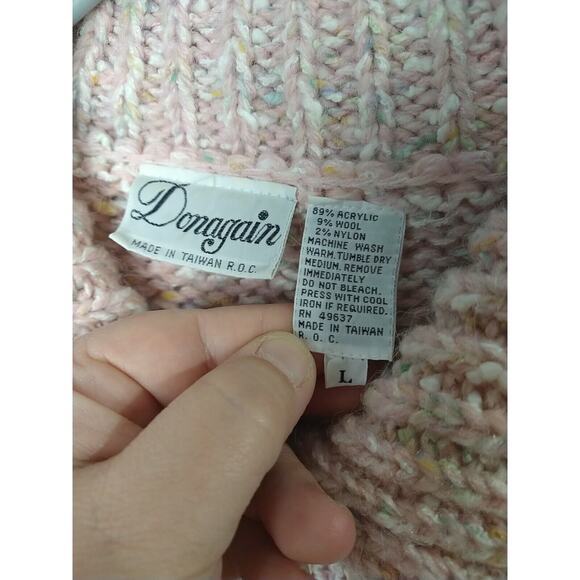 Donagain
MADE IN TAIWAN R.O.C.
89% ACRYLIC
9% WOOL
2% NYLON
MACHINE WASH
WARM.TUMBLE DRY
MEDIUM. REMOVE
IMMEDIATELY
DO NOT BLEACH.
PRESS WITH COOL
IRON IF REQUIRED.
RN 49637
MADE IN TAIWAN
R. O. C.
L